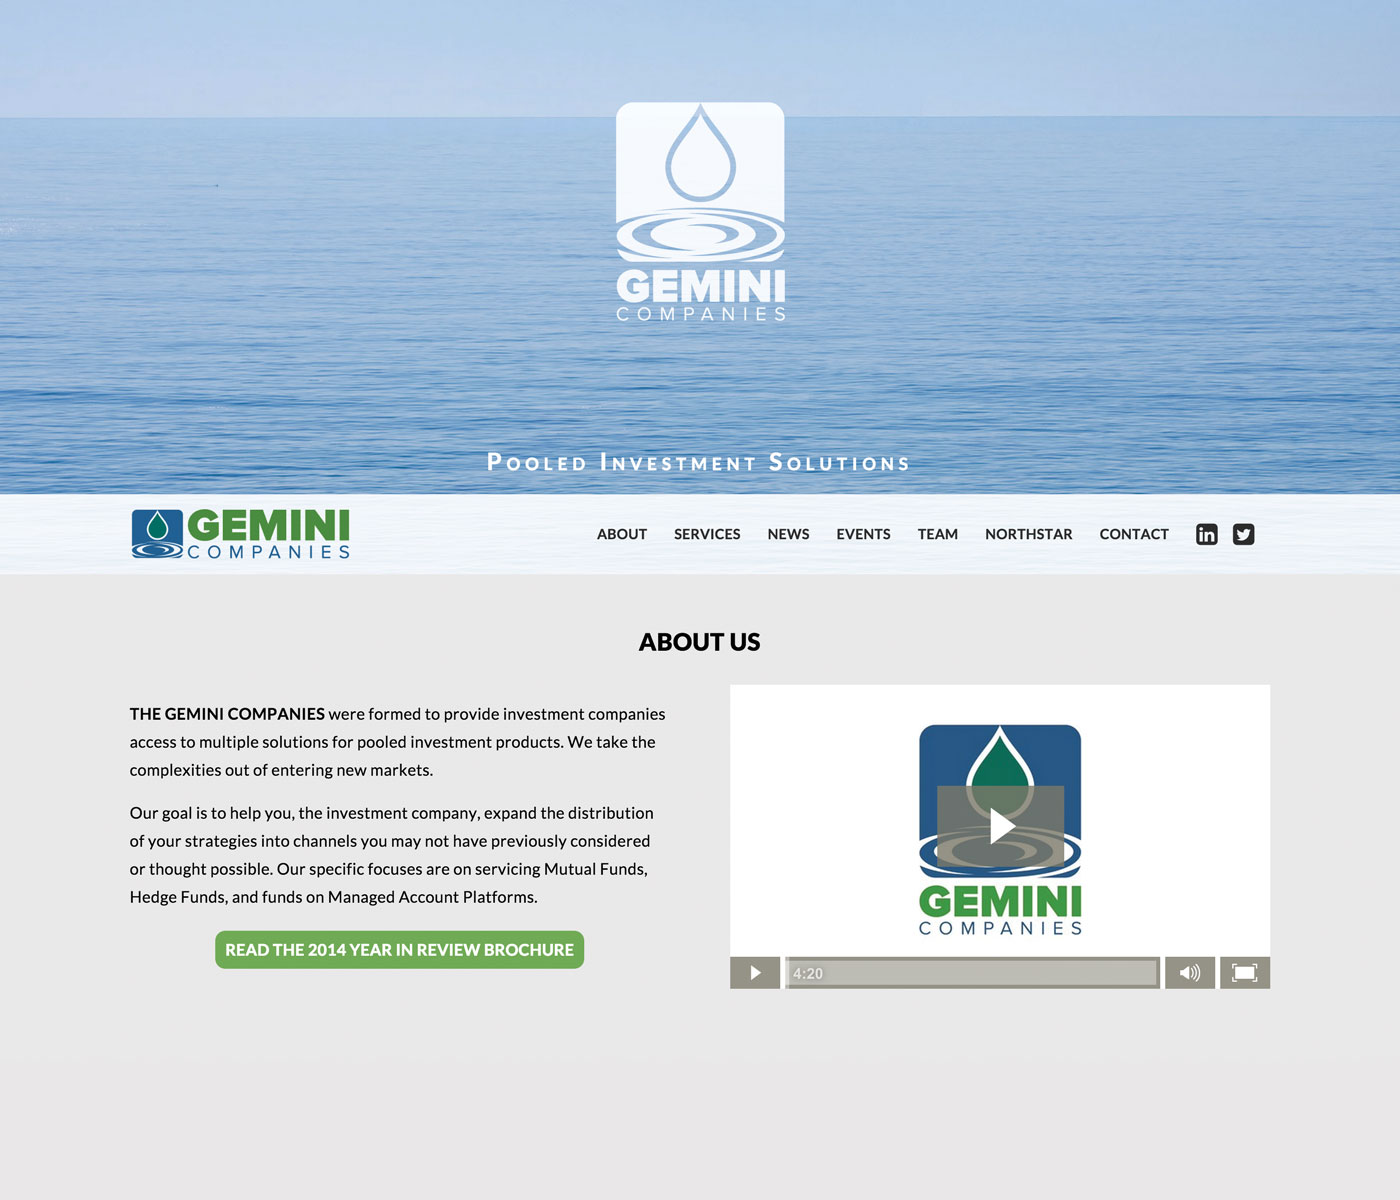 GEMINI
COMPANIES
Pooled Investment Solutions
GEMINI
COMPANIES
ABOUT SERVICES NEWS EVENTS TEAM NORTHSTAR CONTACT in
ABOUT US
THE GEMINI COMPANIES were formed to provide investment companies
access to multiple solutions for pooled investment products. We take the
complexities out of entering new markets.
Our goal is to help you, the investment company, expand the distribution
of your strategies into channels you may not have previously considered
or thought possible. Our specific focuses are on servicing Mutual Funds,
Hedge Funds, and funds on Managed Account Platforms.
READ THE 2014 YEAR IN REVIEW BROCHURE
GEMINI
COMPANIES
4:20